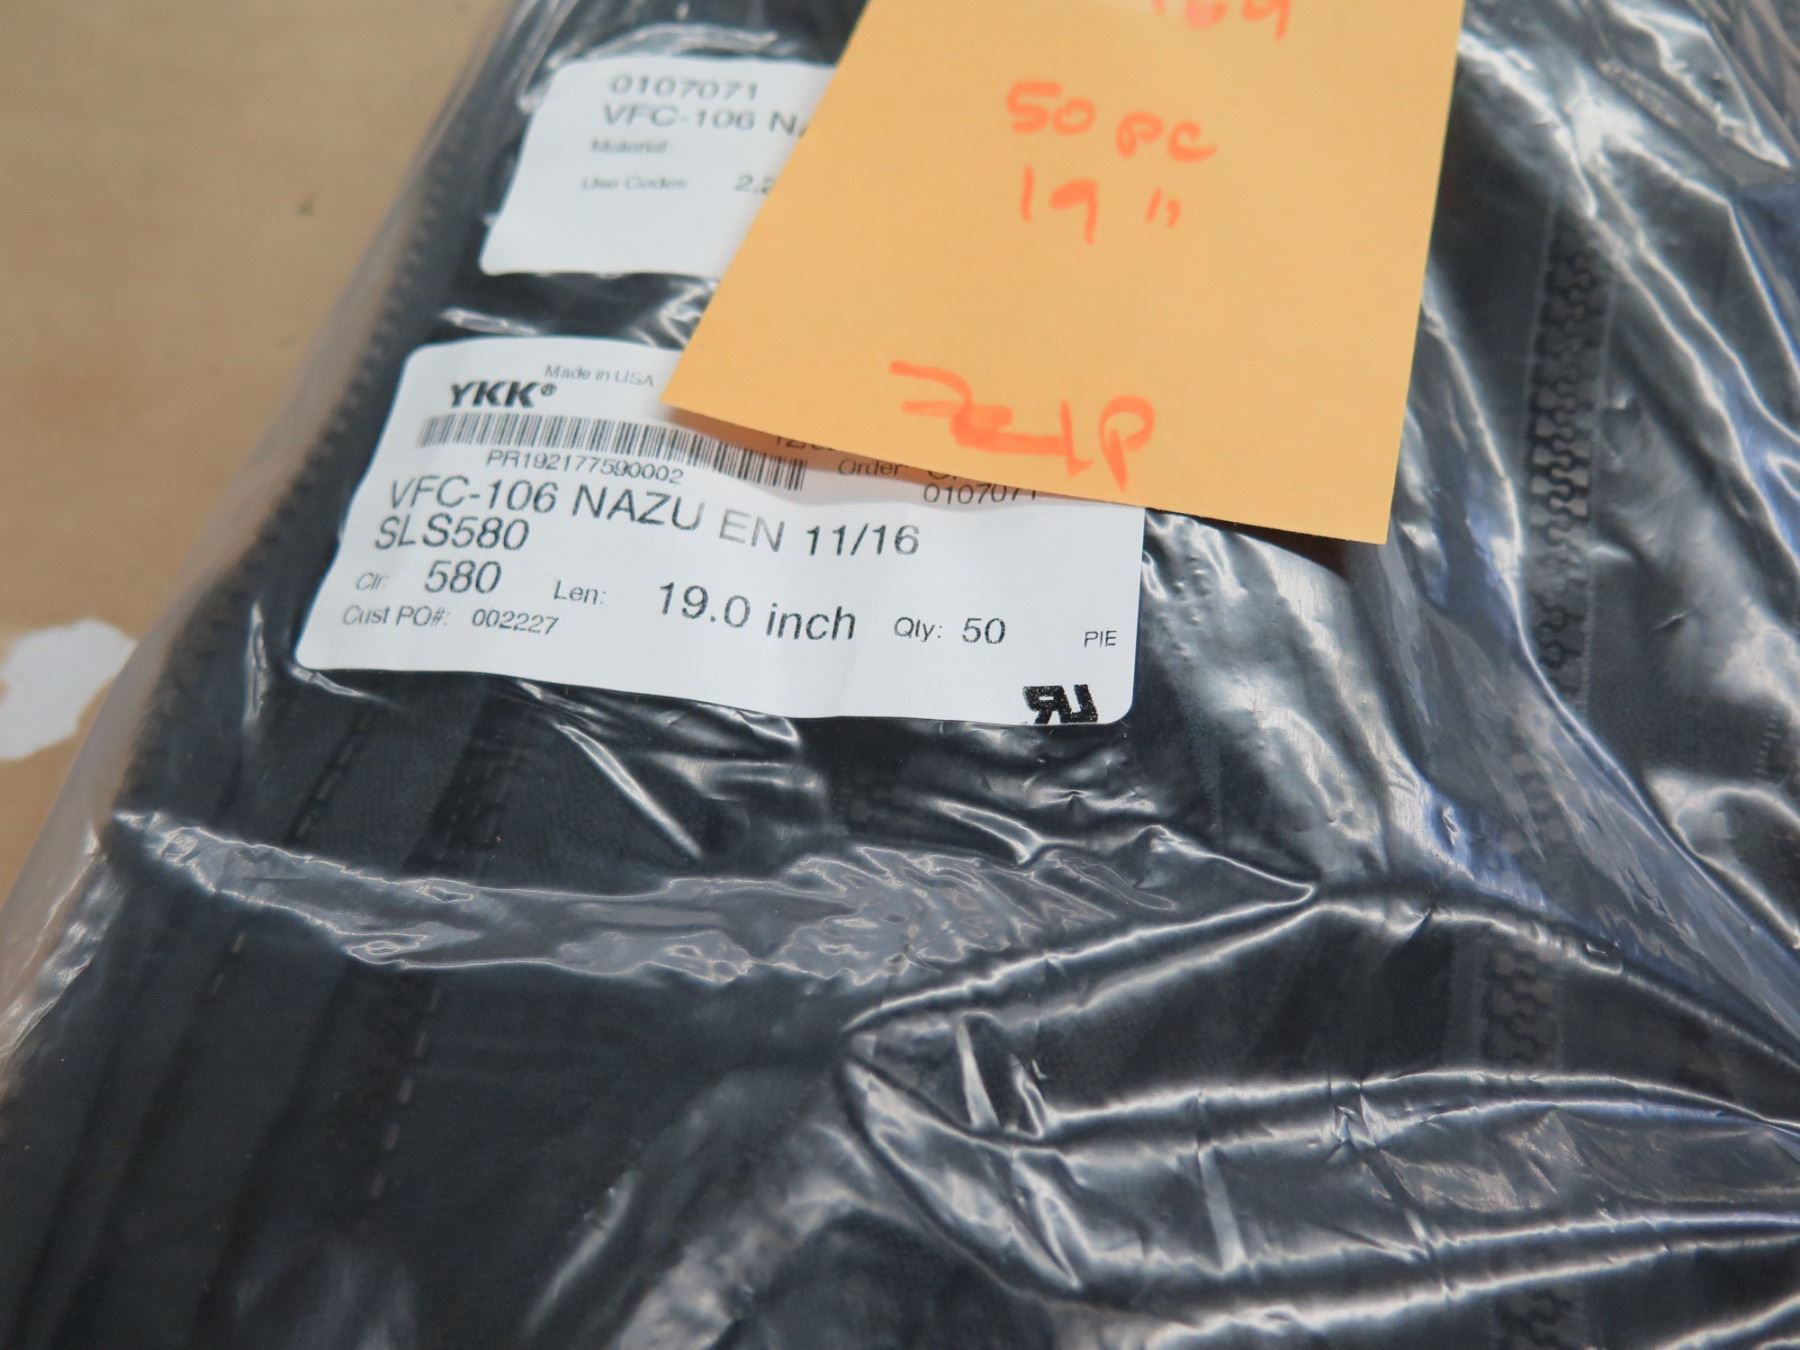 0107071
VFC-106
Material
Use Codes
50 PC
19 "
ZIP
Made in USA
YKK®
PR192177590002
Order
0107071
VFC-106 NAZU EN 11/16
SLS580
Clr: 580 Len: 19.0 inch Qty: 50 PIE
Cust PO#: 002227